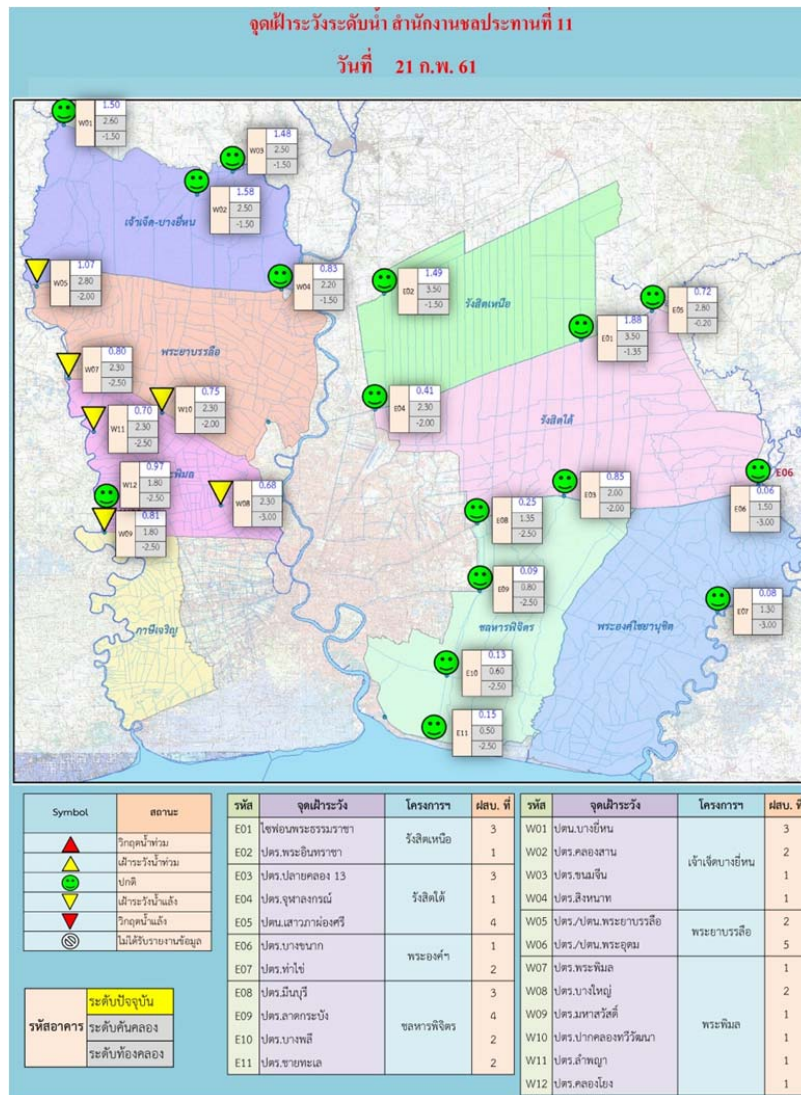 จุดเฝ้าระวังระดับน้ำ สำนักงานชลประทานที่ 11
วันที่ 21 ก.พ. 61
W01 1.50 2.60 -1.50
W03 1.48 2.50 -1.50
W02 1.58 2.50 -1.50
เจ้าเจ็ด-บางยี่หน
W05 1.07 2.80 -2.00
W04 0.83 2.20 -1.50
E02 1.49 3.50 -1.50
รังสิตเหนือ
E05 0.72 2.80 -0.20
E01 1.88 3.50 -1.35
พระยาบรรลือ
W07 0.80 2.30 -2.50
W10 0.75 2.30 -2.00
W11 0.70 2.30 -2.50
E04 0.41 2.30 -2.00
รังสิตใต้
W12 0.97 1.80 -2.50
ะพิมล
W08 0.68 2.30 -3.00
W09 0.81 1.80 -2.50
E03 0.85 2.00 -2.00
E06
E06 0.06 1.50 -3.00
E08 0.25 1.35 -2.50
E09 0.09 0.80 -2.50
E07 0.08 1.30 -3.00
ภาษีเจริญ
ชลหารพิจิตร
พระองค์ไชยานุชิต
E10 0.13 0.60 -2.50
E11 0.15 0.50 -2.50
Symbol สถานะ
วิกฤตน้ำท่วม
เฝ้าระวังน้ำท่วม
ปกติ
เฝ้าระวังน้ำแล้ง
วิกฤตน้ำแล้ง
ไม่ได้รับรายงานข้อมูล
รหัสอาคาร
ระดับปัจจุบัน
ระดับคันคลอง
ระดับท้องคลอง
รหัส จุดเฝ้าระวัง โครงการฯ ฝสบ. ที่
E01 ไซฟ่อนพระธรรมราชา รังสิตเหนือ 3
E02 ปตร.พระอินทราชา 1
E03 ปตร.ปลายคลอง 13 รังสิตใต้ 3
E04 ปตร.จุฬาลงกรณ์ 1
E05 ปตน.เสาวภาผ่องศรี 4
E06 ปตร.บางขนาก พระองค์ฯ 1
E07 ปตร.ท่าไข่ 2
E08 ปตร.มีนบุรี ชลหารพิจิตร 3
E09 ปตร.ลาดกระบัง 4
E10 ปตร.บางพลี 2
E11 ปตร.ชายทะเล 2
รหัส จุดเฝ้าระวัง โครงการฯ ฝสบ. ที่
W01 ปตน.บางยี่หน เจ้าเจ็ดบางยี่หน 3
W02 ปตร.คลองสาน 2
W03 ปตร.ขนมจีน 1
W04 ปตร.สิงหนาท 1
W05 ปตร./ปตน.พระยาบรรลือ พระยาบรรลือ 2
W06 ปตร./ปตน.พระอุดม 5
W07 ปตร.พระพิมล พระพิมล 1
W08 ปตร.บางใหญ่ 2
W09 ปตร.มหาสวัสดิ์ 1
W10 ปตร.ปากคลองทวีวัฒนา 1
W11 ปตร.ลำพญา 1
W12 ปตร.คลองโยง 1